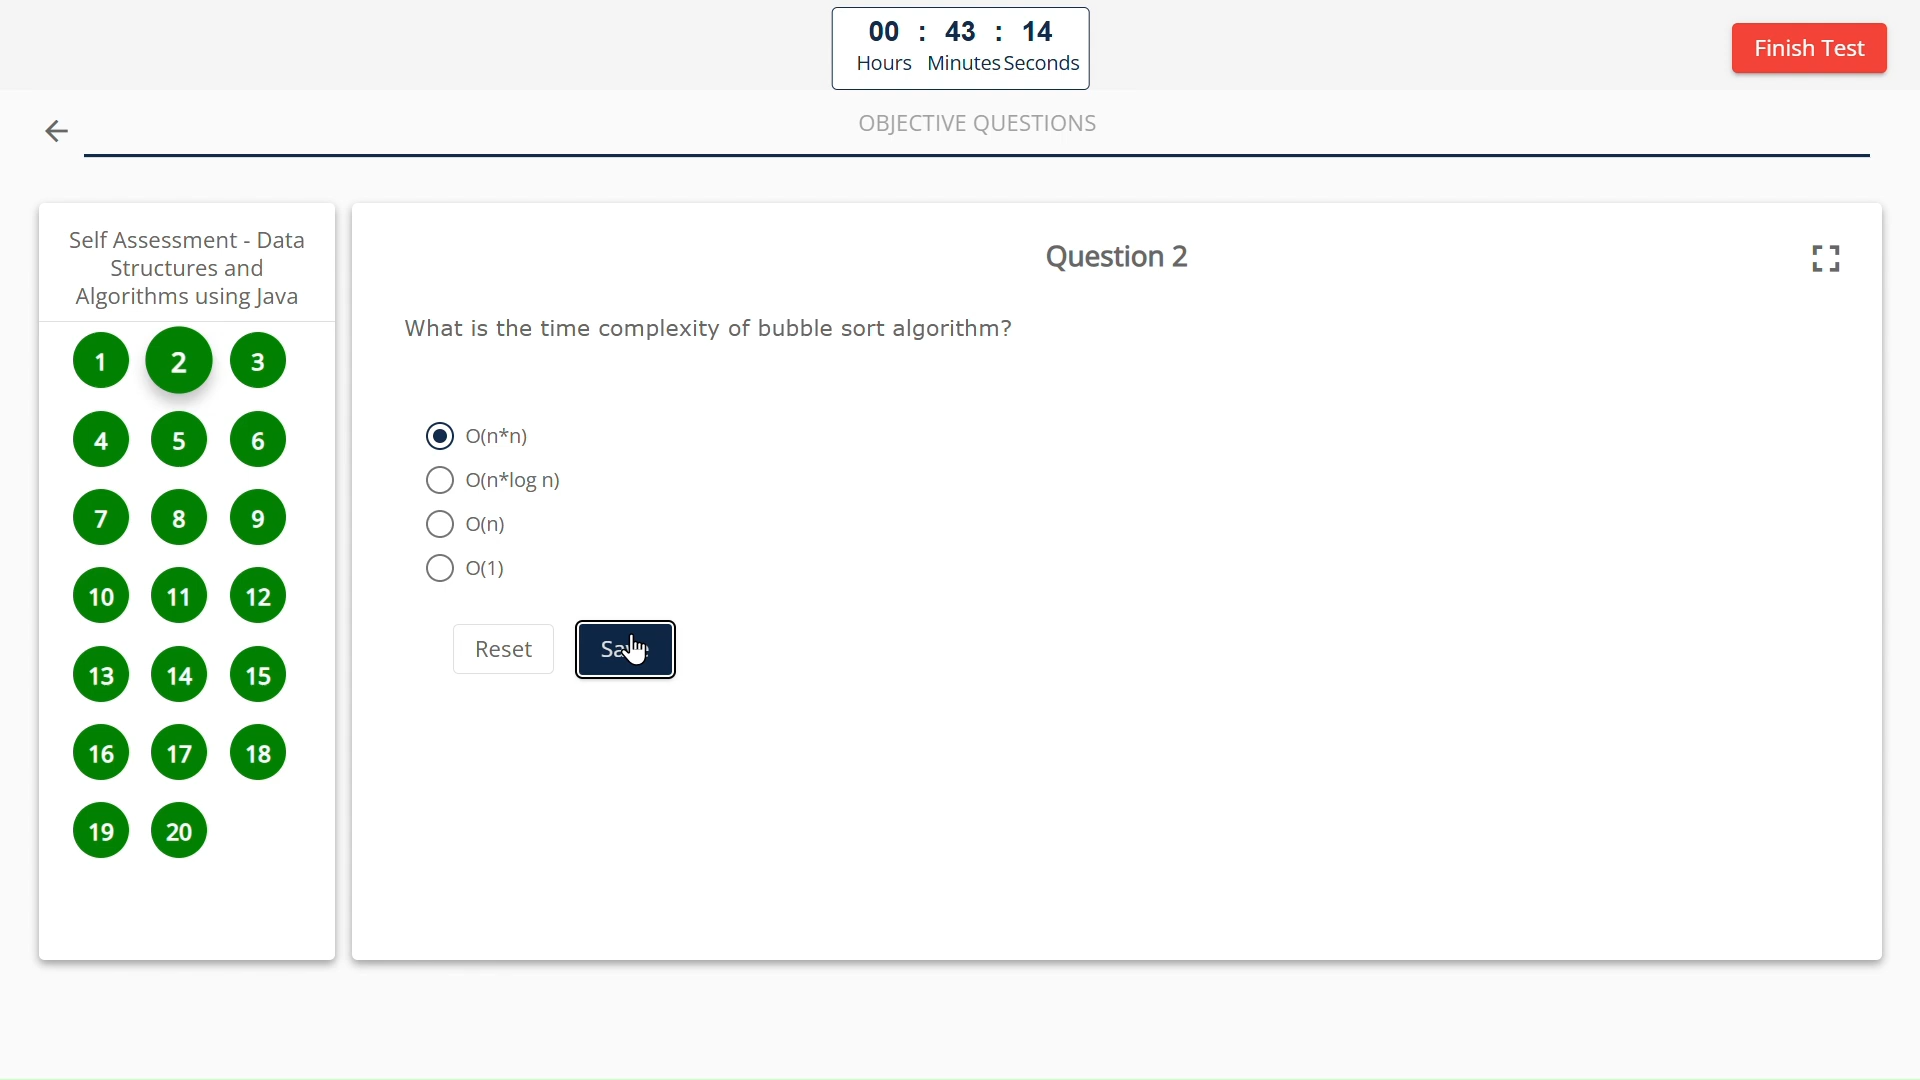 00 : 43 : 14
Hours Minutes Seconds
Finish Test
OBJECTIVE QUESTIONS
Self Assessment - Data
Structures and
Algorithms using Java
1 2 3
4 5 6
7 8 9
10 11 12
13 14 15
16 17 18
19 20
Question 2
What is the time complexity of bubble sort algorithm?
O(n*n)
O(n*log n)
O(n)
O(1)
Reset Save